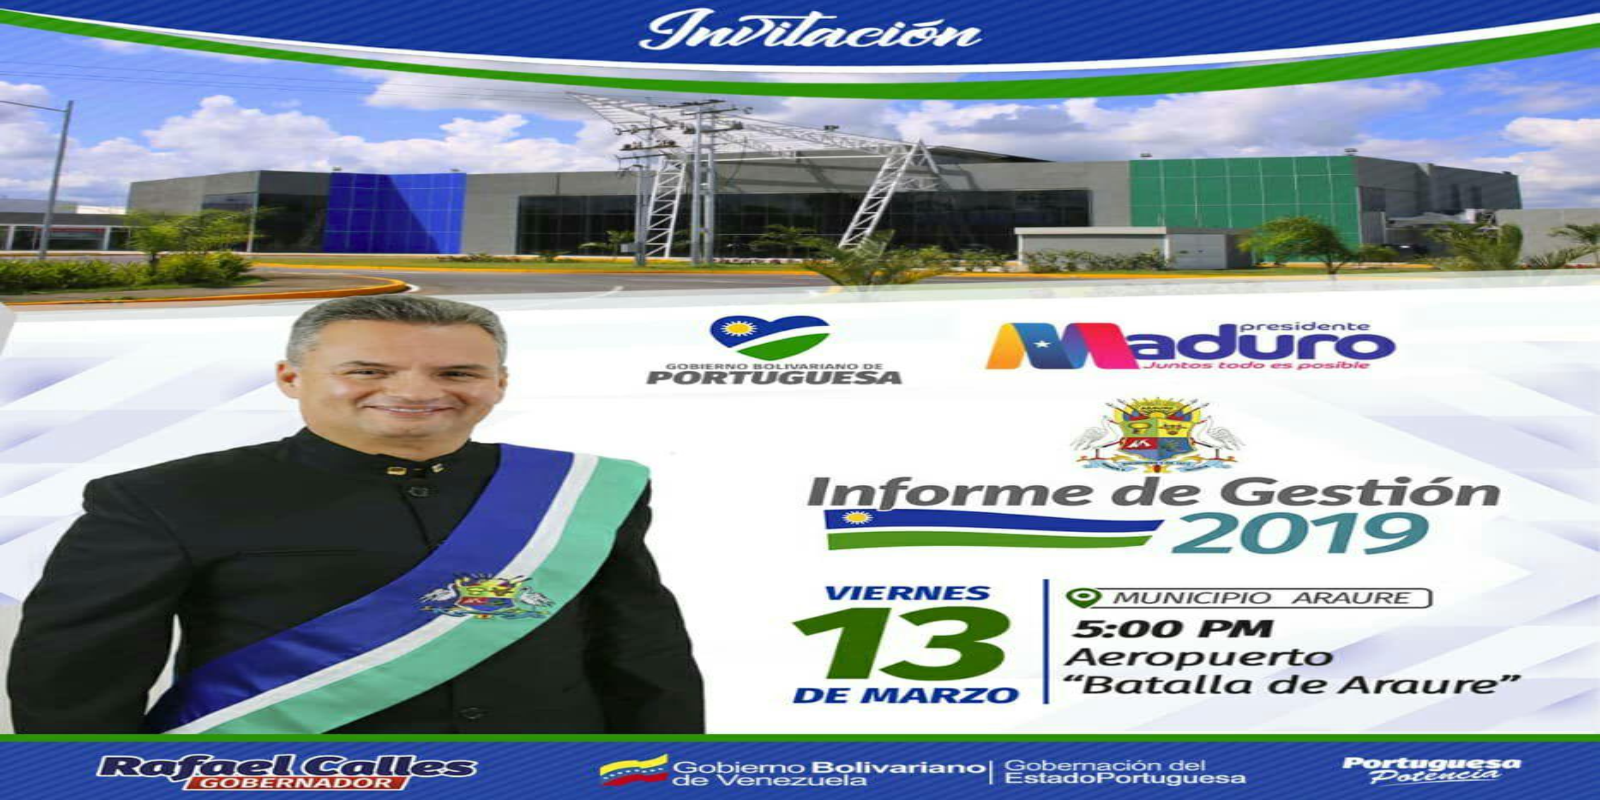 Invitación
GOBIERNO BOLIVARIANO DE
PORTUGUESA
presidente
Maduro
Juntos todo es posible
ARAURE
Informe de Gestión
2019
VIERNES
13
DE MARZO
MUNICIPIO ARAURE
5:00 PM
Aeropuerto
“Batalla de Araure”
Rafael Calles
GOBERNADOR
Gobierno Bolivariano
de Venezuela
Gobernación del
EstadoPortuguesa
Portuguesa
Potencia